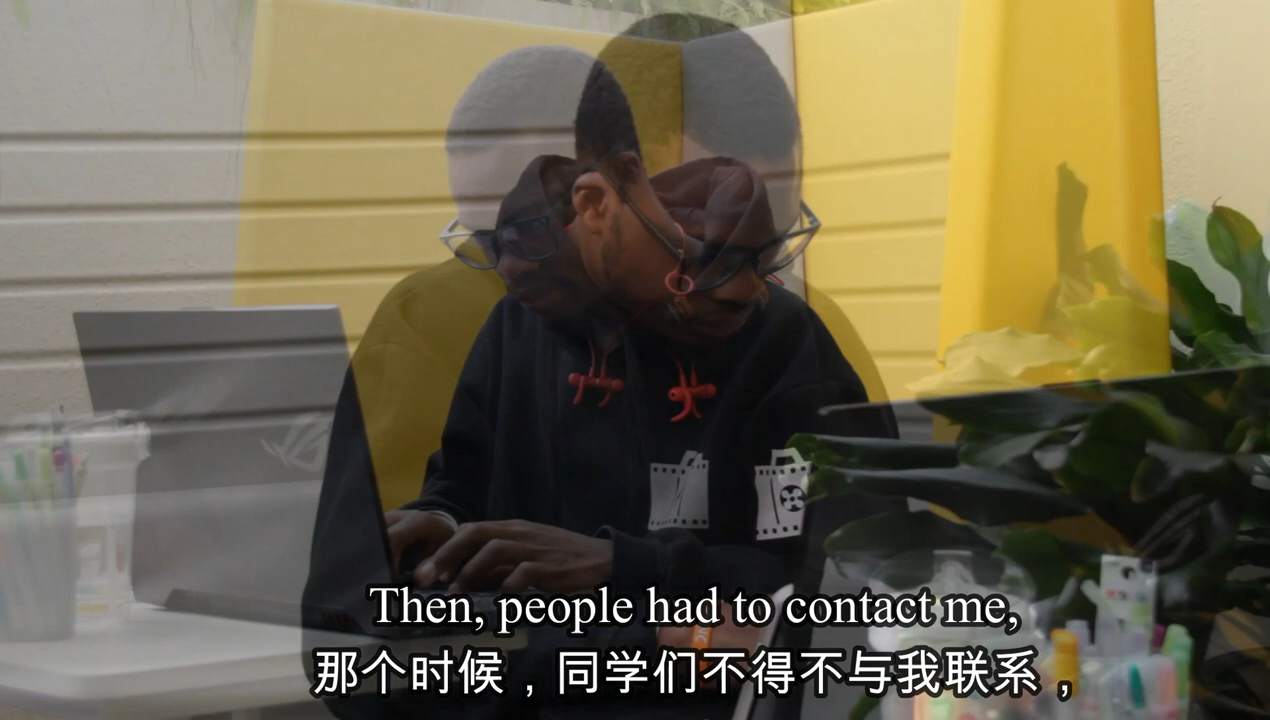 Then, people had to contact me,
那个时候，同学们不得不与我联系，